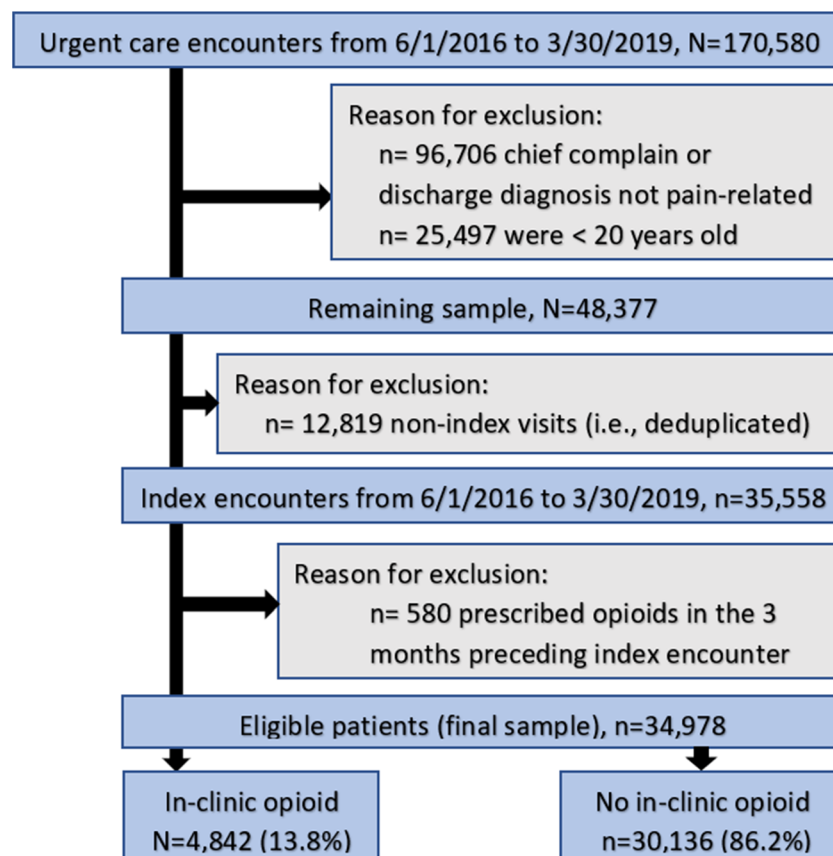 Urgent care encounters from 6/1/2016 to 3/30/2019, N=170,580
Reason for exclusion:
n= 96,706 chief complain or
discharge diagnosis not pain-related
n= 25,497 were < 20 years old
Remaining sample, N=48,377
Reason for exclusion:
n= 12,819 non-index visits (i.e., deduplicated)
Index encounters from 6/1/2016 to 3/30/2019, n=35,558
Reason for exclusion:
n= 580 prescribed opioids in the 3
months preceding index encounter
Eligible patients (final sample), n=34,978
In-clinic opioid
N=4,842 (13.8%)
No in-clinic opioid
n=30,136 (86.2%)